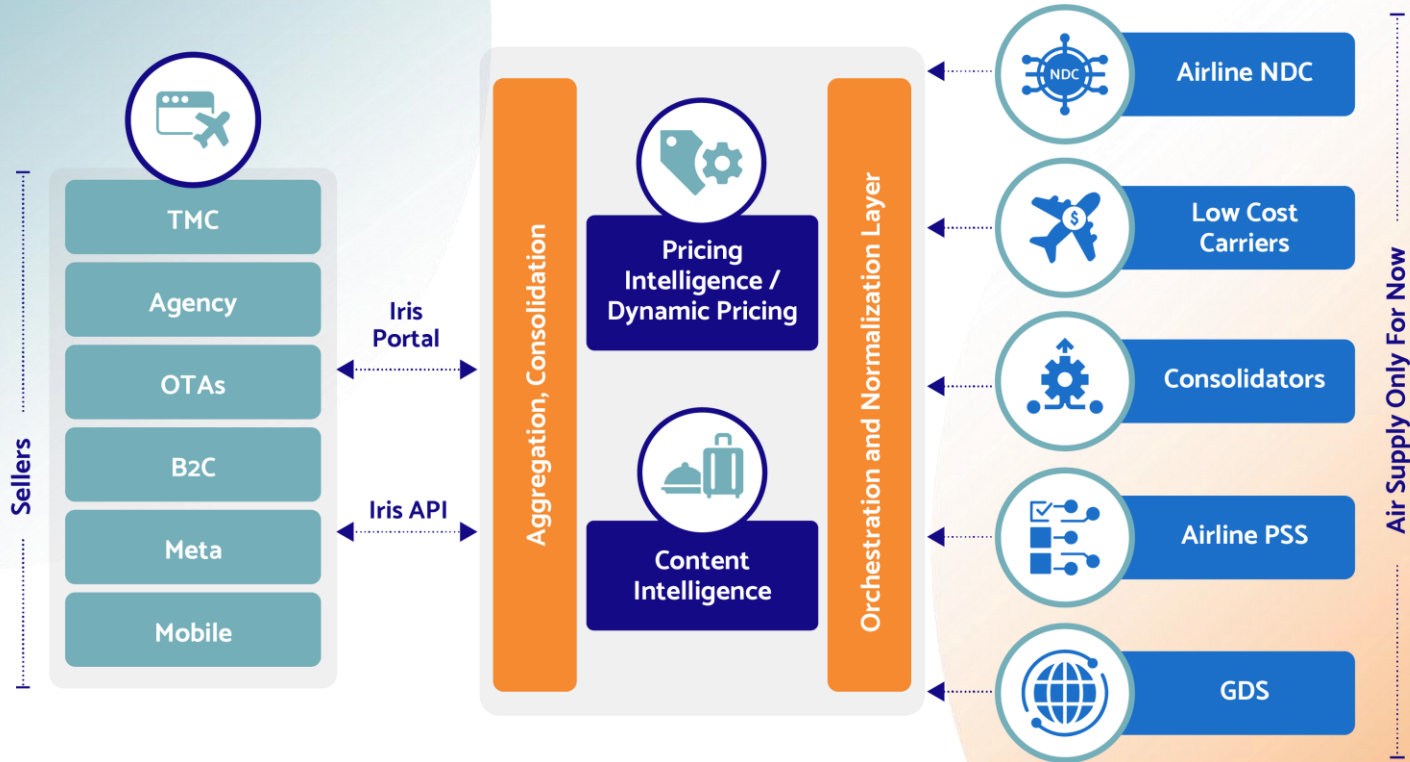 Sellers
TMC
Agency
OTAs
B2C
Meta
Mobile
Iris
Portal
Iris API
Aggregation, Consolidation
Pricing
Intelligence /
Dynamic Pricing
Content
Intelligence
Orchestration and Normalization Layer
NDC
Airline NDC
$
Low Cost
Carriers
Consolidators
Airline PSS
GDS
Air Supply Only For Now